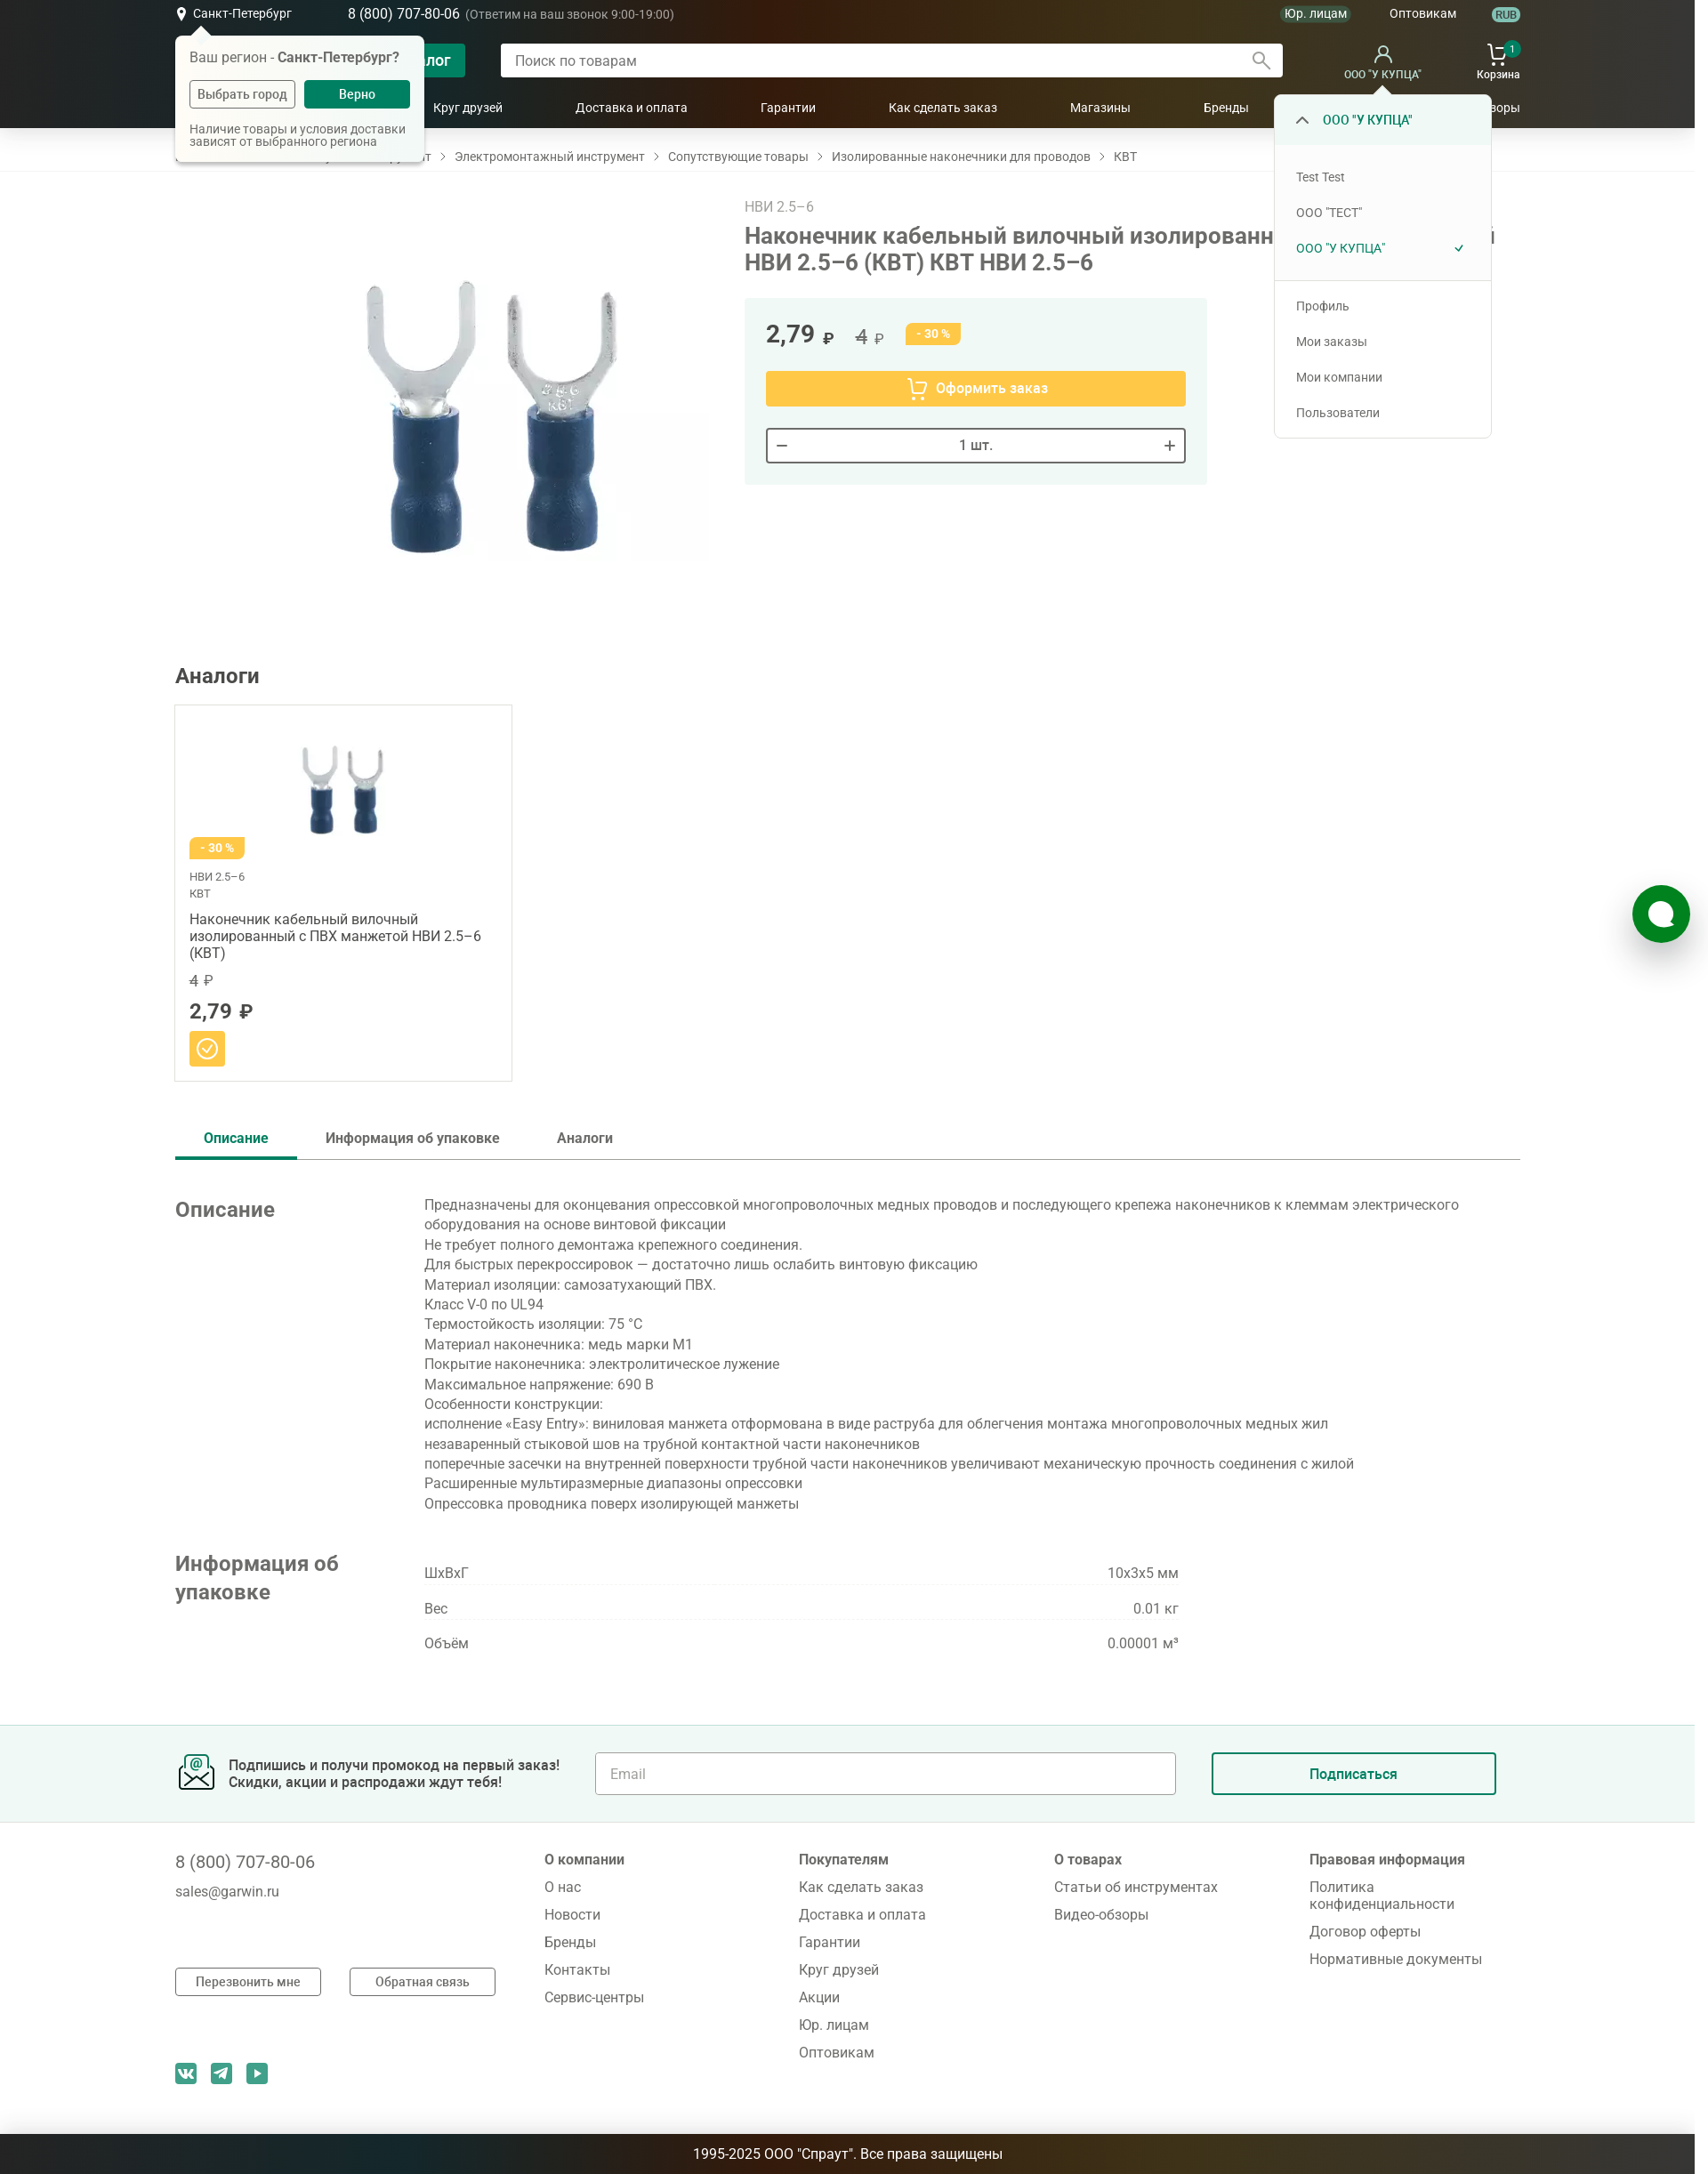 Санкт-Петербург
8 (800) 707-80-06 (Ответим на ваш звонок 9:00-19:00)
Юр. лицам
Оптовикам
RUB
Ваш регион - Санкт-Петербург?
Выбрать город
Верно
Наличие товары и условия доставки
зависят от выбранного региона
Поиск по товарам
ООО "У КУПЦА"
1
Корзина
Круг друзей
Доставка и оплата
Гарантии
Как сделать заказ
Магазины
Бренды
ООО "У КУПЦА"
Test Test
ООО "ТЕСТ"
ООО "У КУПЦА"
Профиль
Мои заказы
Мои компании
Пользователи
Электромонтажный инструмент
Сопутствующие товары
Изолированные наконечники для проводов
КВТ
НВИ 2.5–6
Наконечник кабельный вилочный
НВИ 2.5–6 (КВТ) КВТ НВИ 2.5–6
2,79 ₽
4 ₽
- 30 %
Оформить заказ
1 шт.
Аналоги
- 30 %
НВИ 2.5–6
КВТ
Наконечник кабельный вилочный
изолированный с ПВХ манжетой НВИ 2.5–6
(КВТ)
4 ₽
2,79 ₽
Описание
Информация об упаковке
Аналоги
Описание
Предназначены для оконцевания опрессовкой многопроволочных медных проводов и последующего крепежа наконечников к клеммам электрического
оборудования на основе винтовой фиксации
Не требует полного демонтажа крепежного соединения.
Для быстрых перекроссировок — достаточно лишь ослабить винтовую фиксацию
Материал изоляции: самозатухающий ПВХ.
Класс V-0 по UL94
Термостойкость изоляции: 75 °C
Материал наконечника: медь марки М1
Покрытие наконечника: электролитическое лужение
Максимальное напряжение: 690 В
Особенности конструкции:
исполнение «Easy Entry»: виниловая манжета отформована в виде раструба для облегчения монтажа многопроволочных медных жил
незаваренный стыковой шов на трубной контактной части наконечников
поперечные засечки на внутренней поверхности трубной части наконечников увеличивают механическую прочность соединения с жилой
Расширенные мультиразмерные диапазоны опрессовки
Опрессовка проводника поверх изолирующей манжеты
Информация об
упаковке
ШхВхГ
10x3x5 мм
Вес
0.01 кг
Объём
0.00001 м³
Подпишись и получи промокод на первый заказ!
Скидки, акции и распродажи ждут тебя!
Email
Подписаться
8 (800) 707-80-06
sales@garwin.ru
Перезвонить мне
Обратная связь
О компании
О нас
Новости
Бренды
Контакты
Сервис-центры
Покупателям
Как сделать заказ
Доставка и оплата
Гарантии
Круг друзей
Акции
Юр. лицам
Оптовикам
О товарах
Статьи об инструментах
Видео-обзоры
Правовая информация
Политика
конфиденциальности
Договор оферты
Нормативные документы
1995-2025 ООО "Спраут". Все права защищены